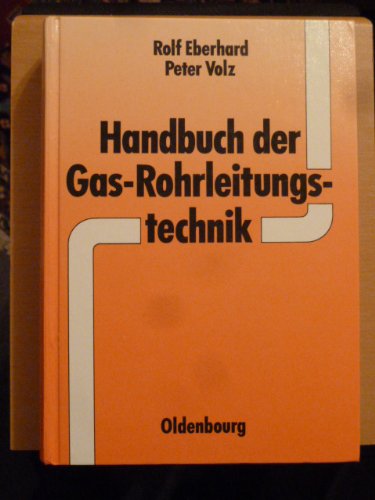 Rolf Eberhard
Peter Volz
Handbuch der
Gas-Rohrleitungs-
technik
Oldenbourg